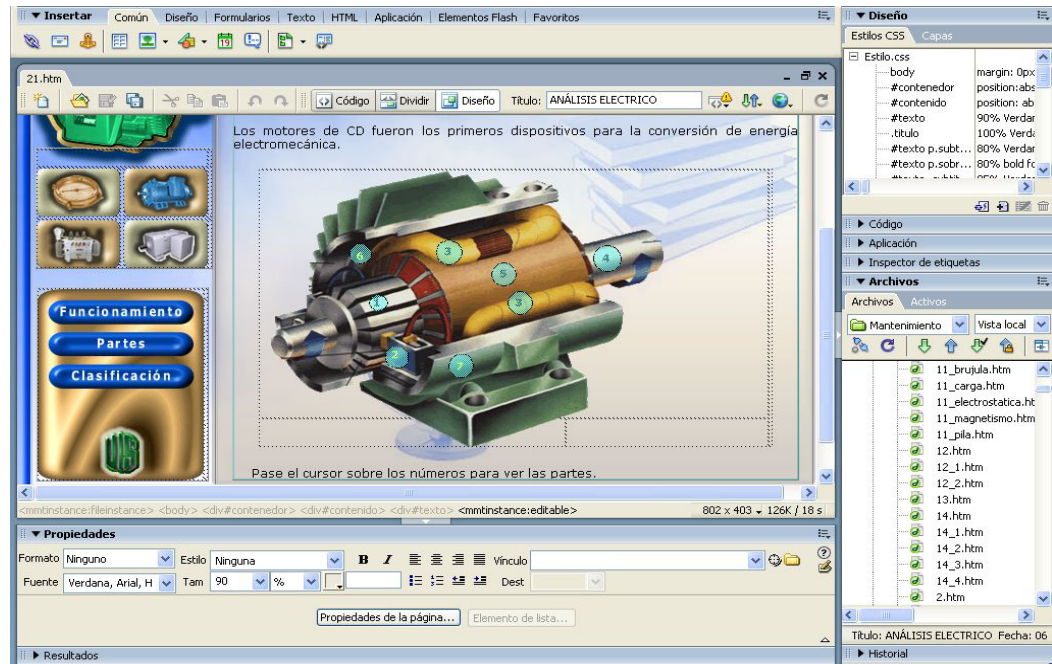 ▼ Insertar Común Diseño Formularios Texto HTML Aplicación Elementos Flash Favoritos
21.htm
Código Dividir Diseño Título: ANÁLISIS ELECTRICO
Los motores de CD fueron los primeros dispositivos para la conversión de energía
electromecánica.
6 3 5 4
1 3
2 7
Funcionamiento
Partes
Clasificación
UIS
Pase el cursor sobre los números para ver las partes.
<mmtinstance:fileinstance> <body> <div#contenedor> <div#contenido> <div#texto> <mmtinstance:editable> 802 x 403 126K / 18 s
▼ Propiedades
Formato Ninguno Estilo Ninguna B I Vínculo
Fuente Verdana, Arial, H Tam 90 % Dest
Propiedades de la página... Elemento de lista...
▶ Resultados
▼ Diseño
Estilos CSS Capas
Estilo.css
body margin: 0px
#contenedor position:abs
#contenido position: ab
#texto 90% Verdar
.titulo 100% Verda
#texto p.subt... 80% Verdar
#texto p.sobr... 80% bold fo
▶ Código
▶ Aplicación
▶ Inspector de etiquetas
▼ Archivos
Archivos Activos
Mantenimiento Vista local
11_brujula.htm
11_carga.htm
11_electrostatica.ht
11_magnetismo.htm
11_pila.htm
12.htm
12_1.htm
12_2.htm
13.htm
14.htm
14_1.htm
14_2.htm
14_3.htm
14_4.htm
2.htm
Título: ANÁLISIS ELECTRICO Fecha: 06
▶ Historial